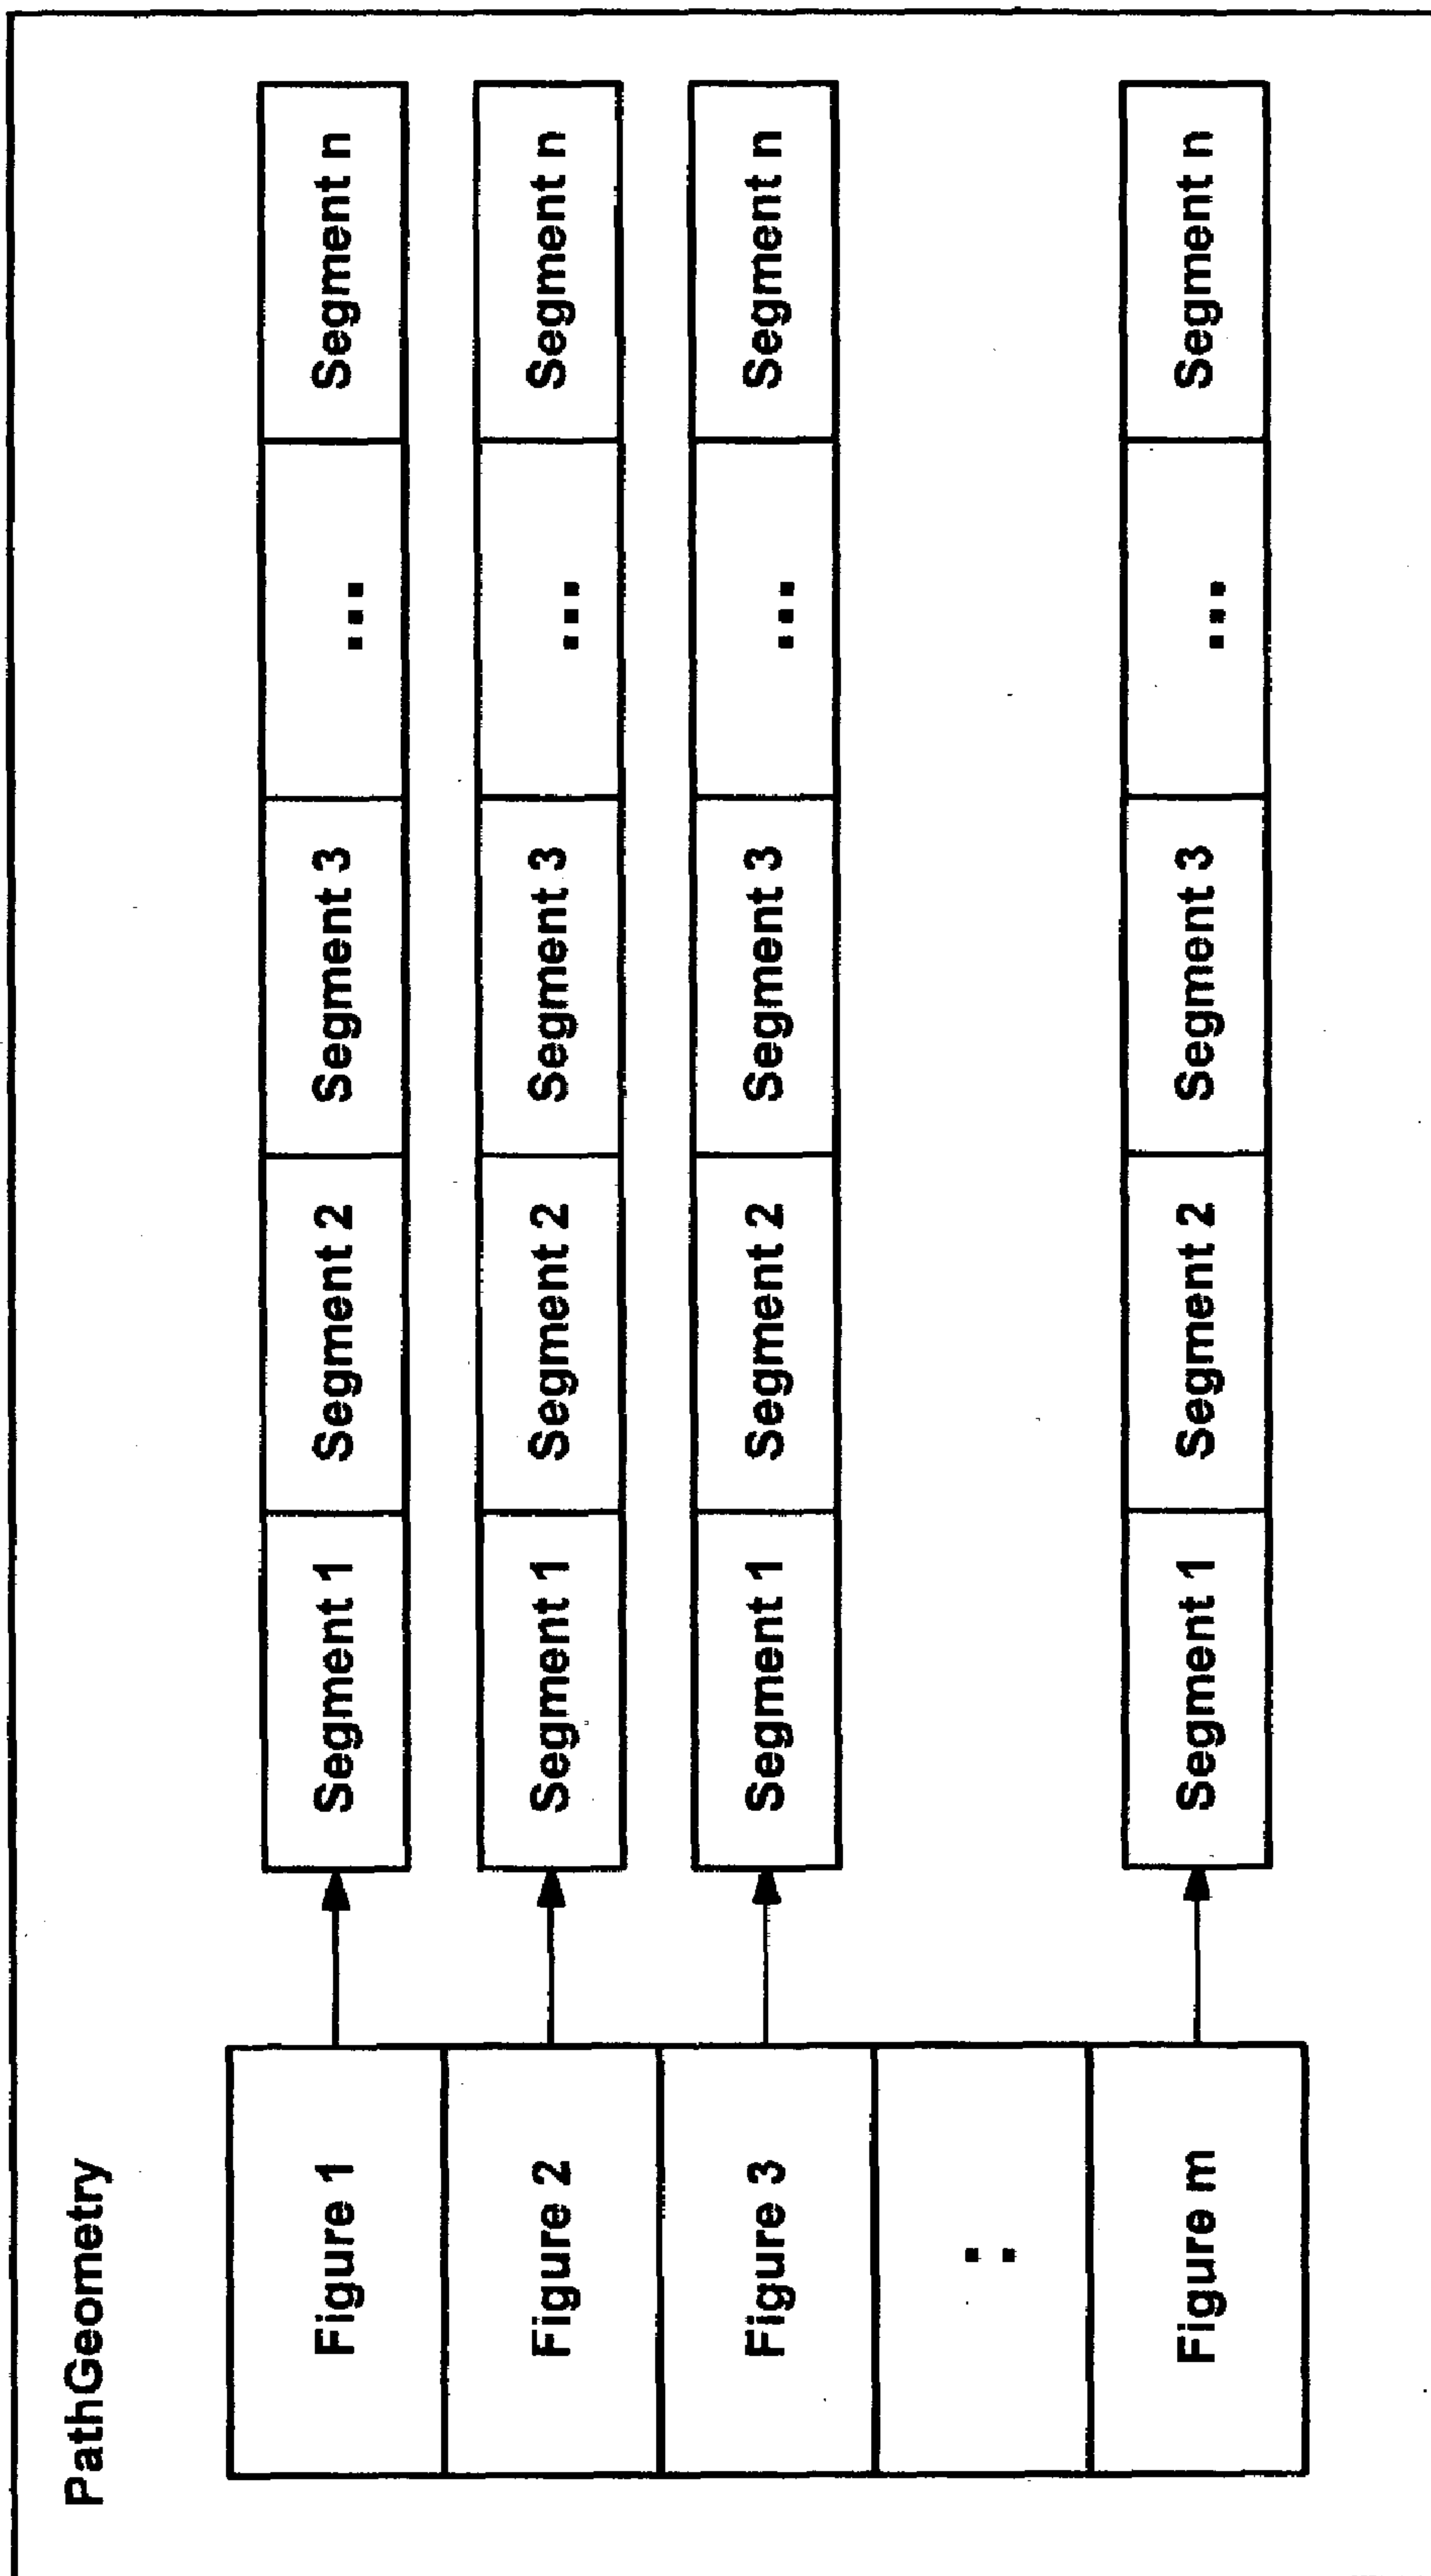 PathGeometry
Figure 1
Segment 1
Segment 2
Segment 3
...
Segment n
Figure 2
Segment 1
Segment 2
Segment 3
...
Segment n
Figure 3
Segment 1
Segment 2
Segment 3
...
Segment n
:
Figure m
Segment 1
Segment 2
Segment 3
...
Segment n